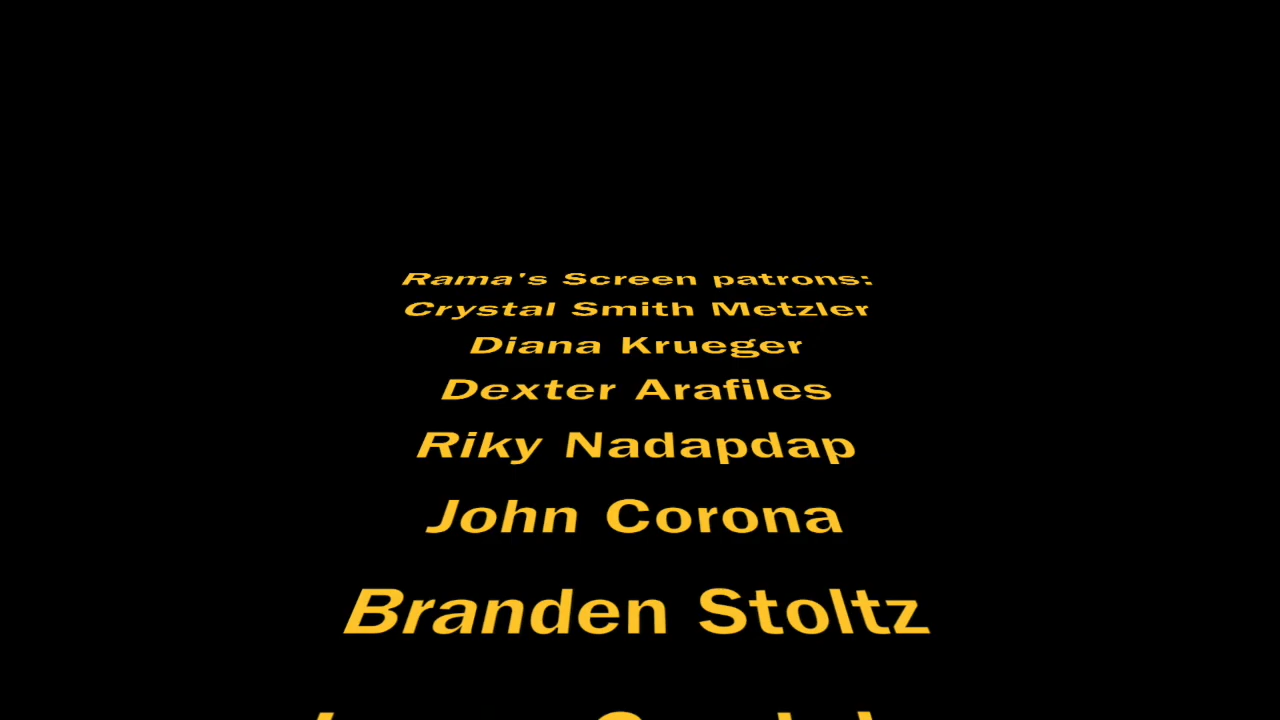 Rama's Screen patrons:
Crystal Smith Metzler
Diana Krueger
Dexter Arafiles
Riky Nadapdap
John Corona
Branden Stoltz